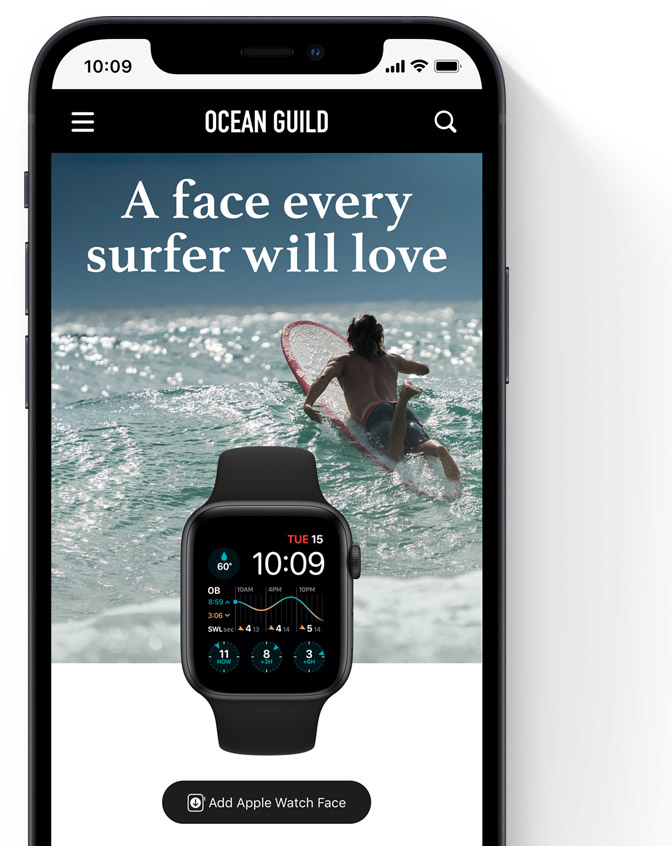 10:09
OCEAN GUILD
A face every
surfer will love
TUE 15
60°
10:09
OB
10AM 4PM 10PM
8:59
3:06
SWLsec 4 13 4 14 5 14
11 8 3
NOW +3H +6H
Add Apple Watch Face